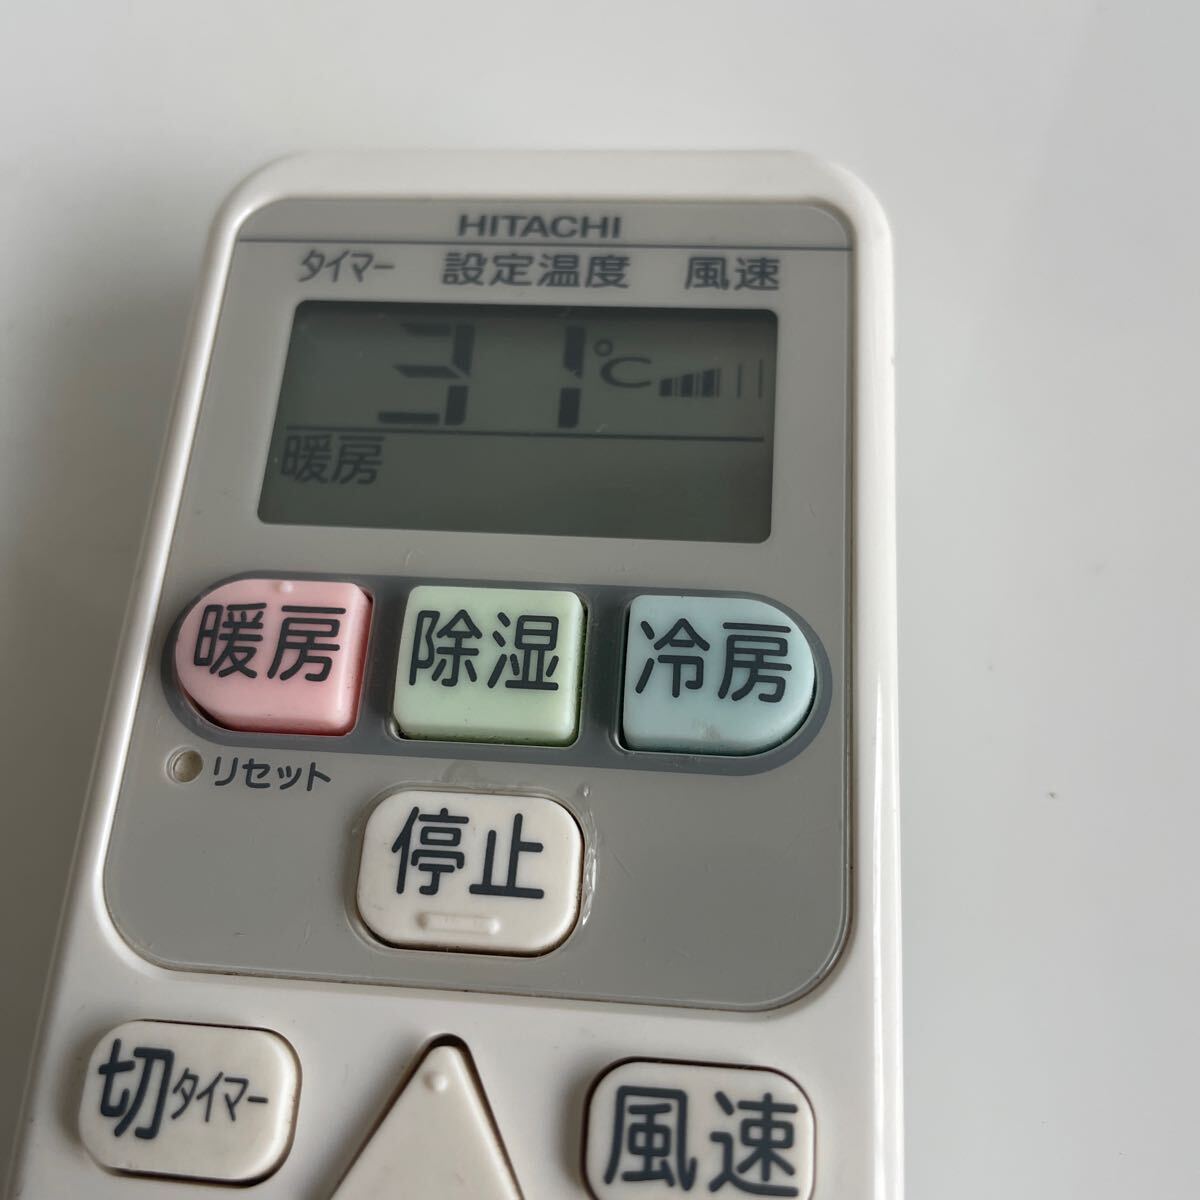 HITACHI
タイマー 設定温度 風速
31℃
暖房
暖房 除湿 冷房
リセット
停止
切タイマー 風速